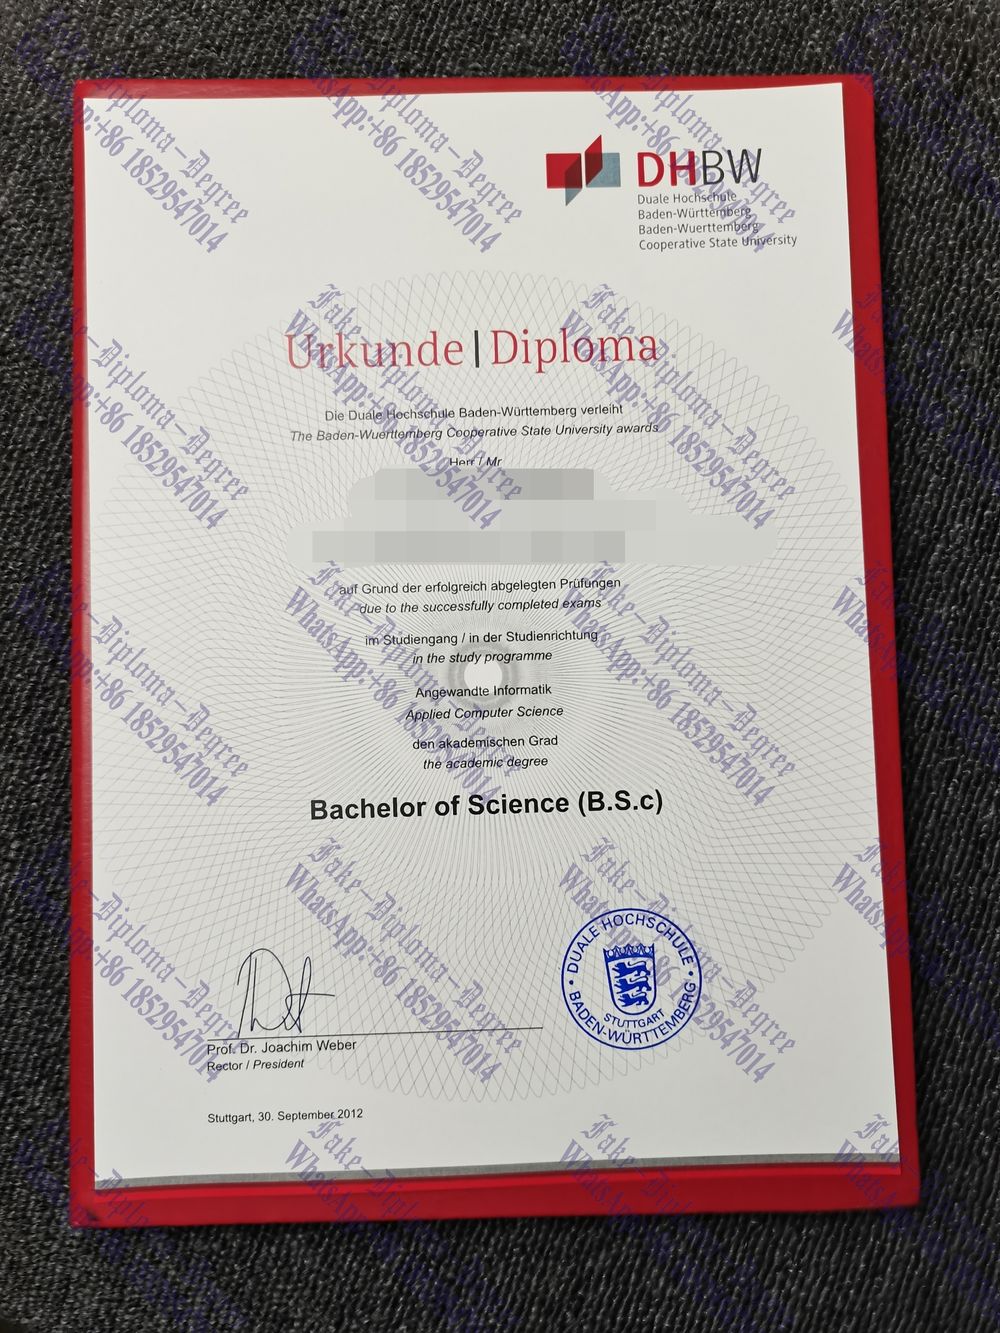 DHBW
Duale Hochschule
Baden-Württemberg
Baden-Wuerttemberg
Cooperative State University
Urkunde | Diploma
Die Duale Hochschule Baden-Württemberg verleiht
The Baden-Wuerttemberg Cooperative State University awards
Herr / Mr
auf Grund der erfolgreich abgelegten Prüfungen
due to the successfully completed exams
im Studiengang / in der Studienrichtung
in the study programme
Angewandte Informatik
Applied Computer Science
den akademischen Grad
the academic degree
Bachelor of Science (B.S.c)
DUALE HOCHSCHULE
STUTTGART
BADEN-WÜRTTEMBERG
Prof. Dr. Joachim Weber
Rector / President
Stuttgart, 30. September 2012
Fake-Diploma-Degree
WhatsApp:+86 18529547014